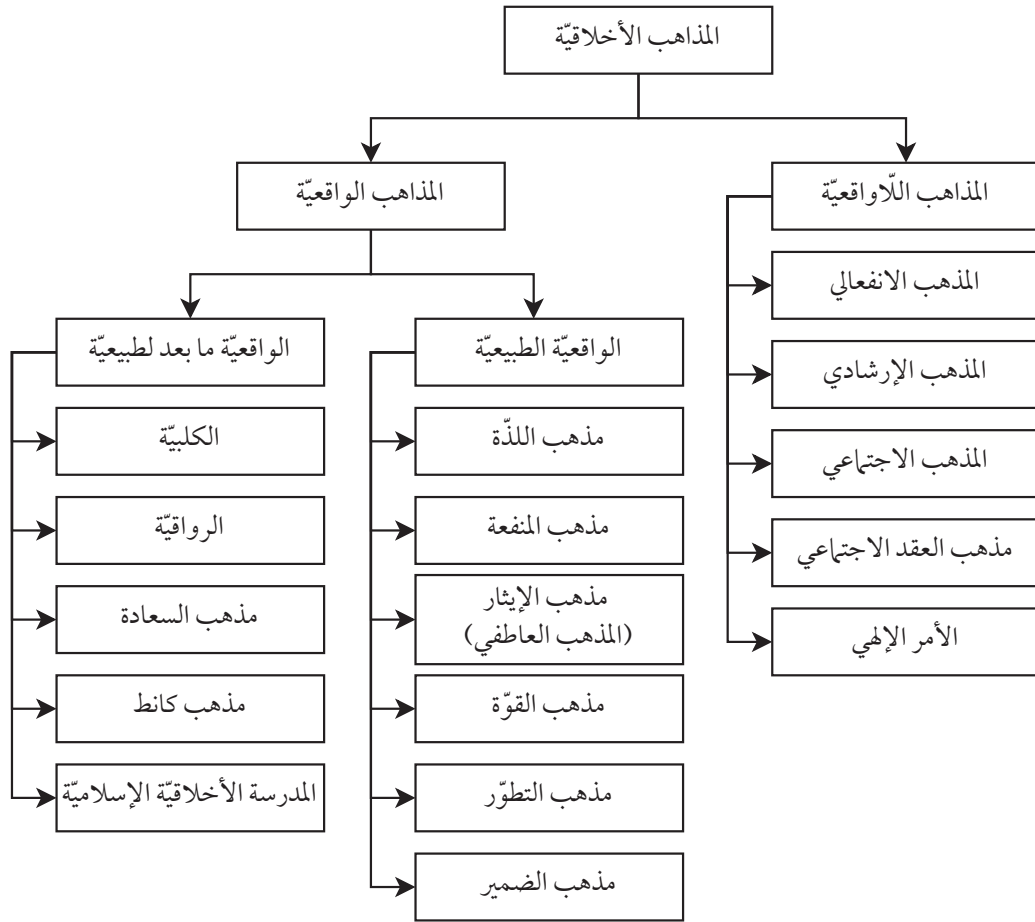 المذاهب الأخلاقيّة
المذاهب اللّاواقعيّة
المذهب الانفعالي
المذهب الإرشادي
المذهب الاجتماعي
مذهب العقد الاجتماعي
الأمر الإلهي
المذاهب الواقعيّة
الواقعيّة الطبيعيّة
مذهب اللذّة
مذهب المنفعة
مذهب الإيثار
(المذهب العاطفي)
مذهب القوّة
مذهب التطوّر
مذهب الضمير
الواقعيّة ما بعد لطبيعيّة
الكلبيّة
الرواقيّة
مذهب السعادة
مذهب كانط
المدرسة الأخلاقيّة الإسلاميّة